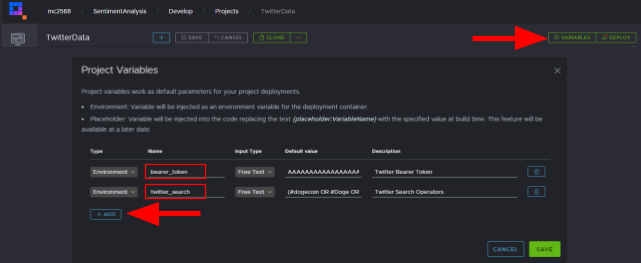 mc2568 / SentimentAnalysis / Develop / Projects / TwitterData
TwitterData + SAVE CANCEL CLONE ... VARIABLES DEPLOY
Project Variables
Project variables work as default parameters for your project deployments.
• Environment: Variable will be injected as an environment variable for the deployment container.
• Placeholder: Variable will be injected into the code replacing the text {placeholder:VariableName} with the specified value at build time. This feature will be
available at a later date.
Type Name Input Type Default value Description
Environment bearer_token Free Text AAAAAAAAAAAAAAAA# Twitter Bearer Token
Environment twitter_search Free Text (#dogecoin OR #Doge OR Twitter Search Operators
+ ADD
CANCEL SAVE